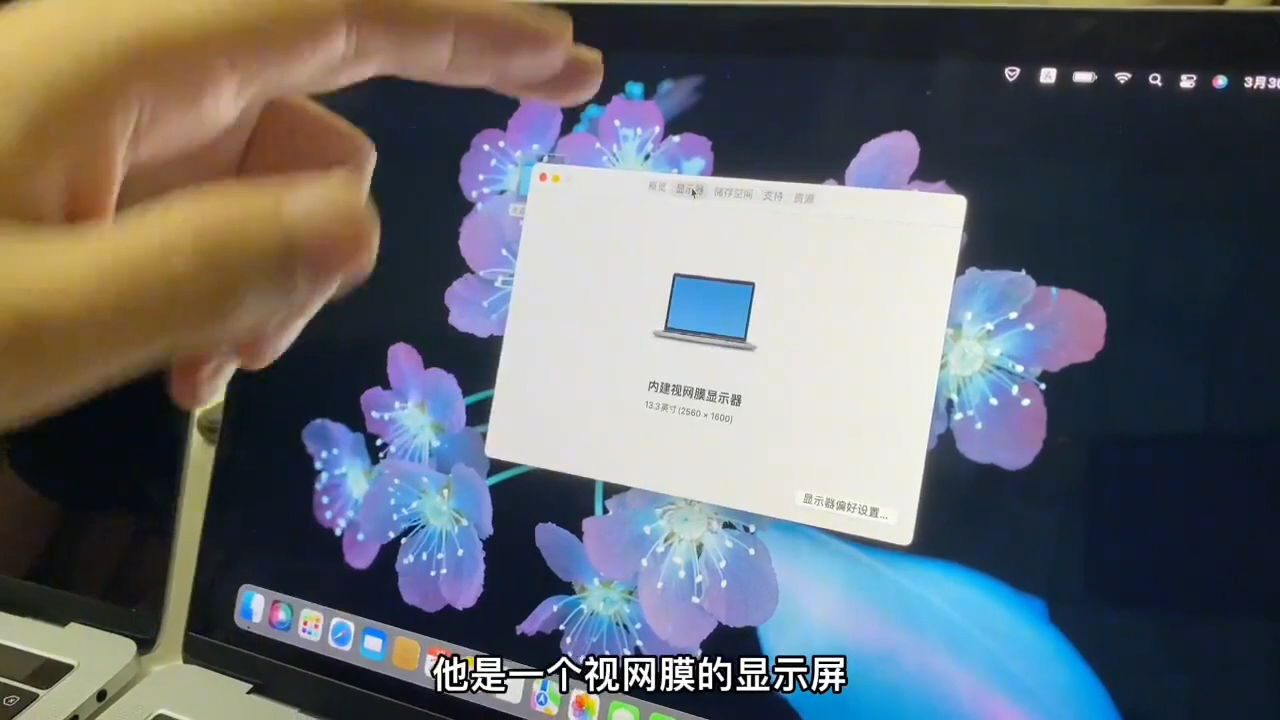 3月30
概览 显示器 储存空间 支持 资源
内建视网膜显示器
13.3英寸 (2560 × 1600)
显示器偏好设置...
他是一个视网膜的显示屏